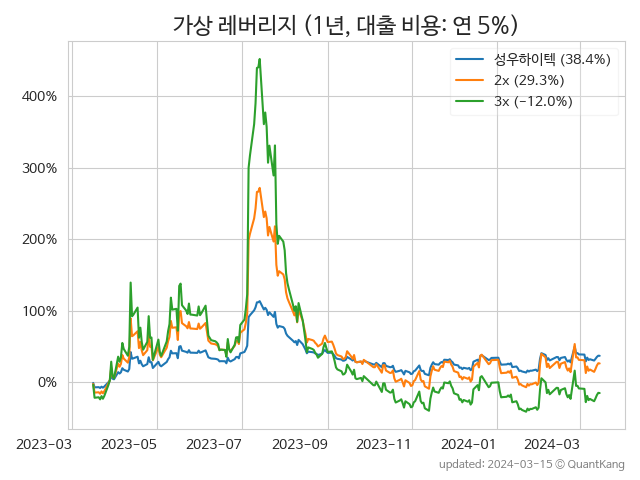 가상 레버리지 (1년, 대출 비용: 연 5%)
성우하이텍 (38.4%)
2x (29.3%)
3x (−12.0%)
400%
300%
200%
100%
0%
2023−03 2023−05 2023−07 2023−09 2023−11 2024−01 2024−03
updated: 2024−03−15 © QuantKang